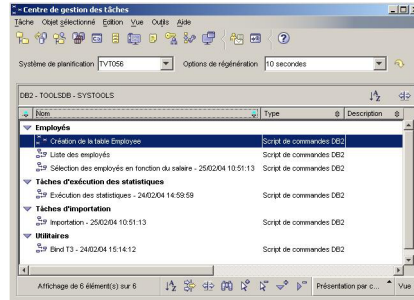 Centre de gestion des tâches
Tâche Objet sélectionné Edition Vue Outils Aide
Système de planification TVT056 Options de régénération 10 secondes
DB2 - TOOLSDB - SYSTOOLS
Nom Type Description
Employés
Création de la table Employee Script de commandes DB2
Liste des employés Script de commandes DB2
Sélection des employés en fonction du salaire - 25/02/04 10:51:13 Script de commandes DB2
Tâches d'exécution des statistiques
Exécution des statistiques - 24/02/04 14:59:59 Script de commandes DB2
Tâches d'importation
Importation - 25/02/04 10:51:13 Script de commandes DB2
Utilitaires
Bind T3 - 24/02/04 15:14:12 Script de commandes DB2
Affichage de 6 élément(s) sur 6 Présentation par c... Vue